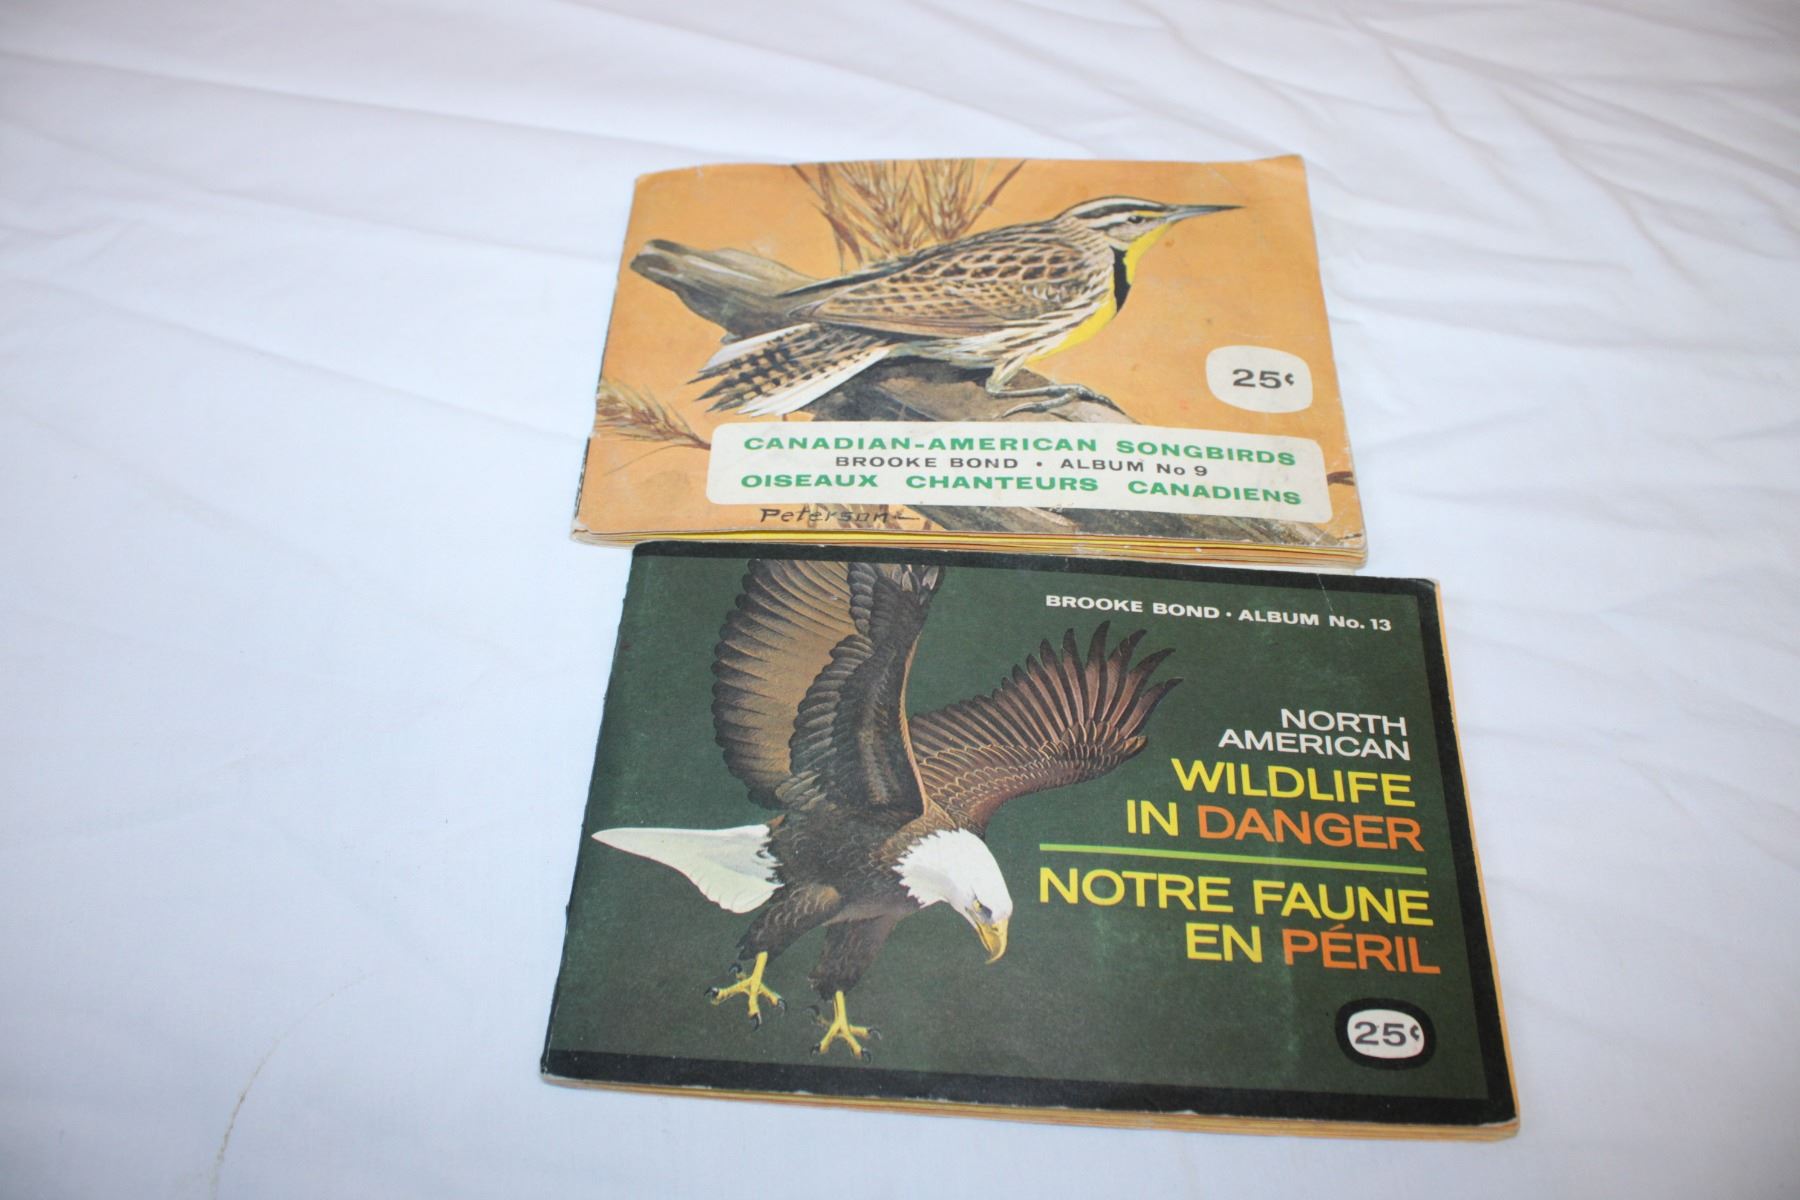 25¢
CANADIAN-AMERICAN SONGBIRDS
BROOKE BOND • ALBUM No 9
OISEAUX CHANTEURS CANADIENS
Peterson
BROOKE BOND • ALBUM No. 13
NORTH
AMERICAN
WILDLIFE
IN DANGER
NOTRE FAUNE
EN PÉRIL
25¢